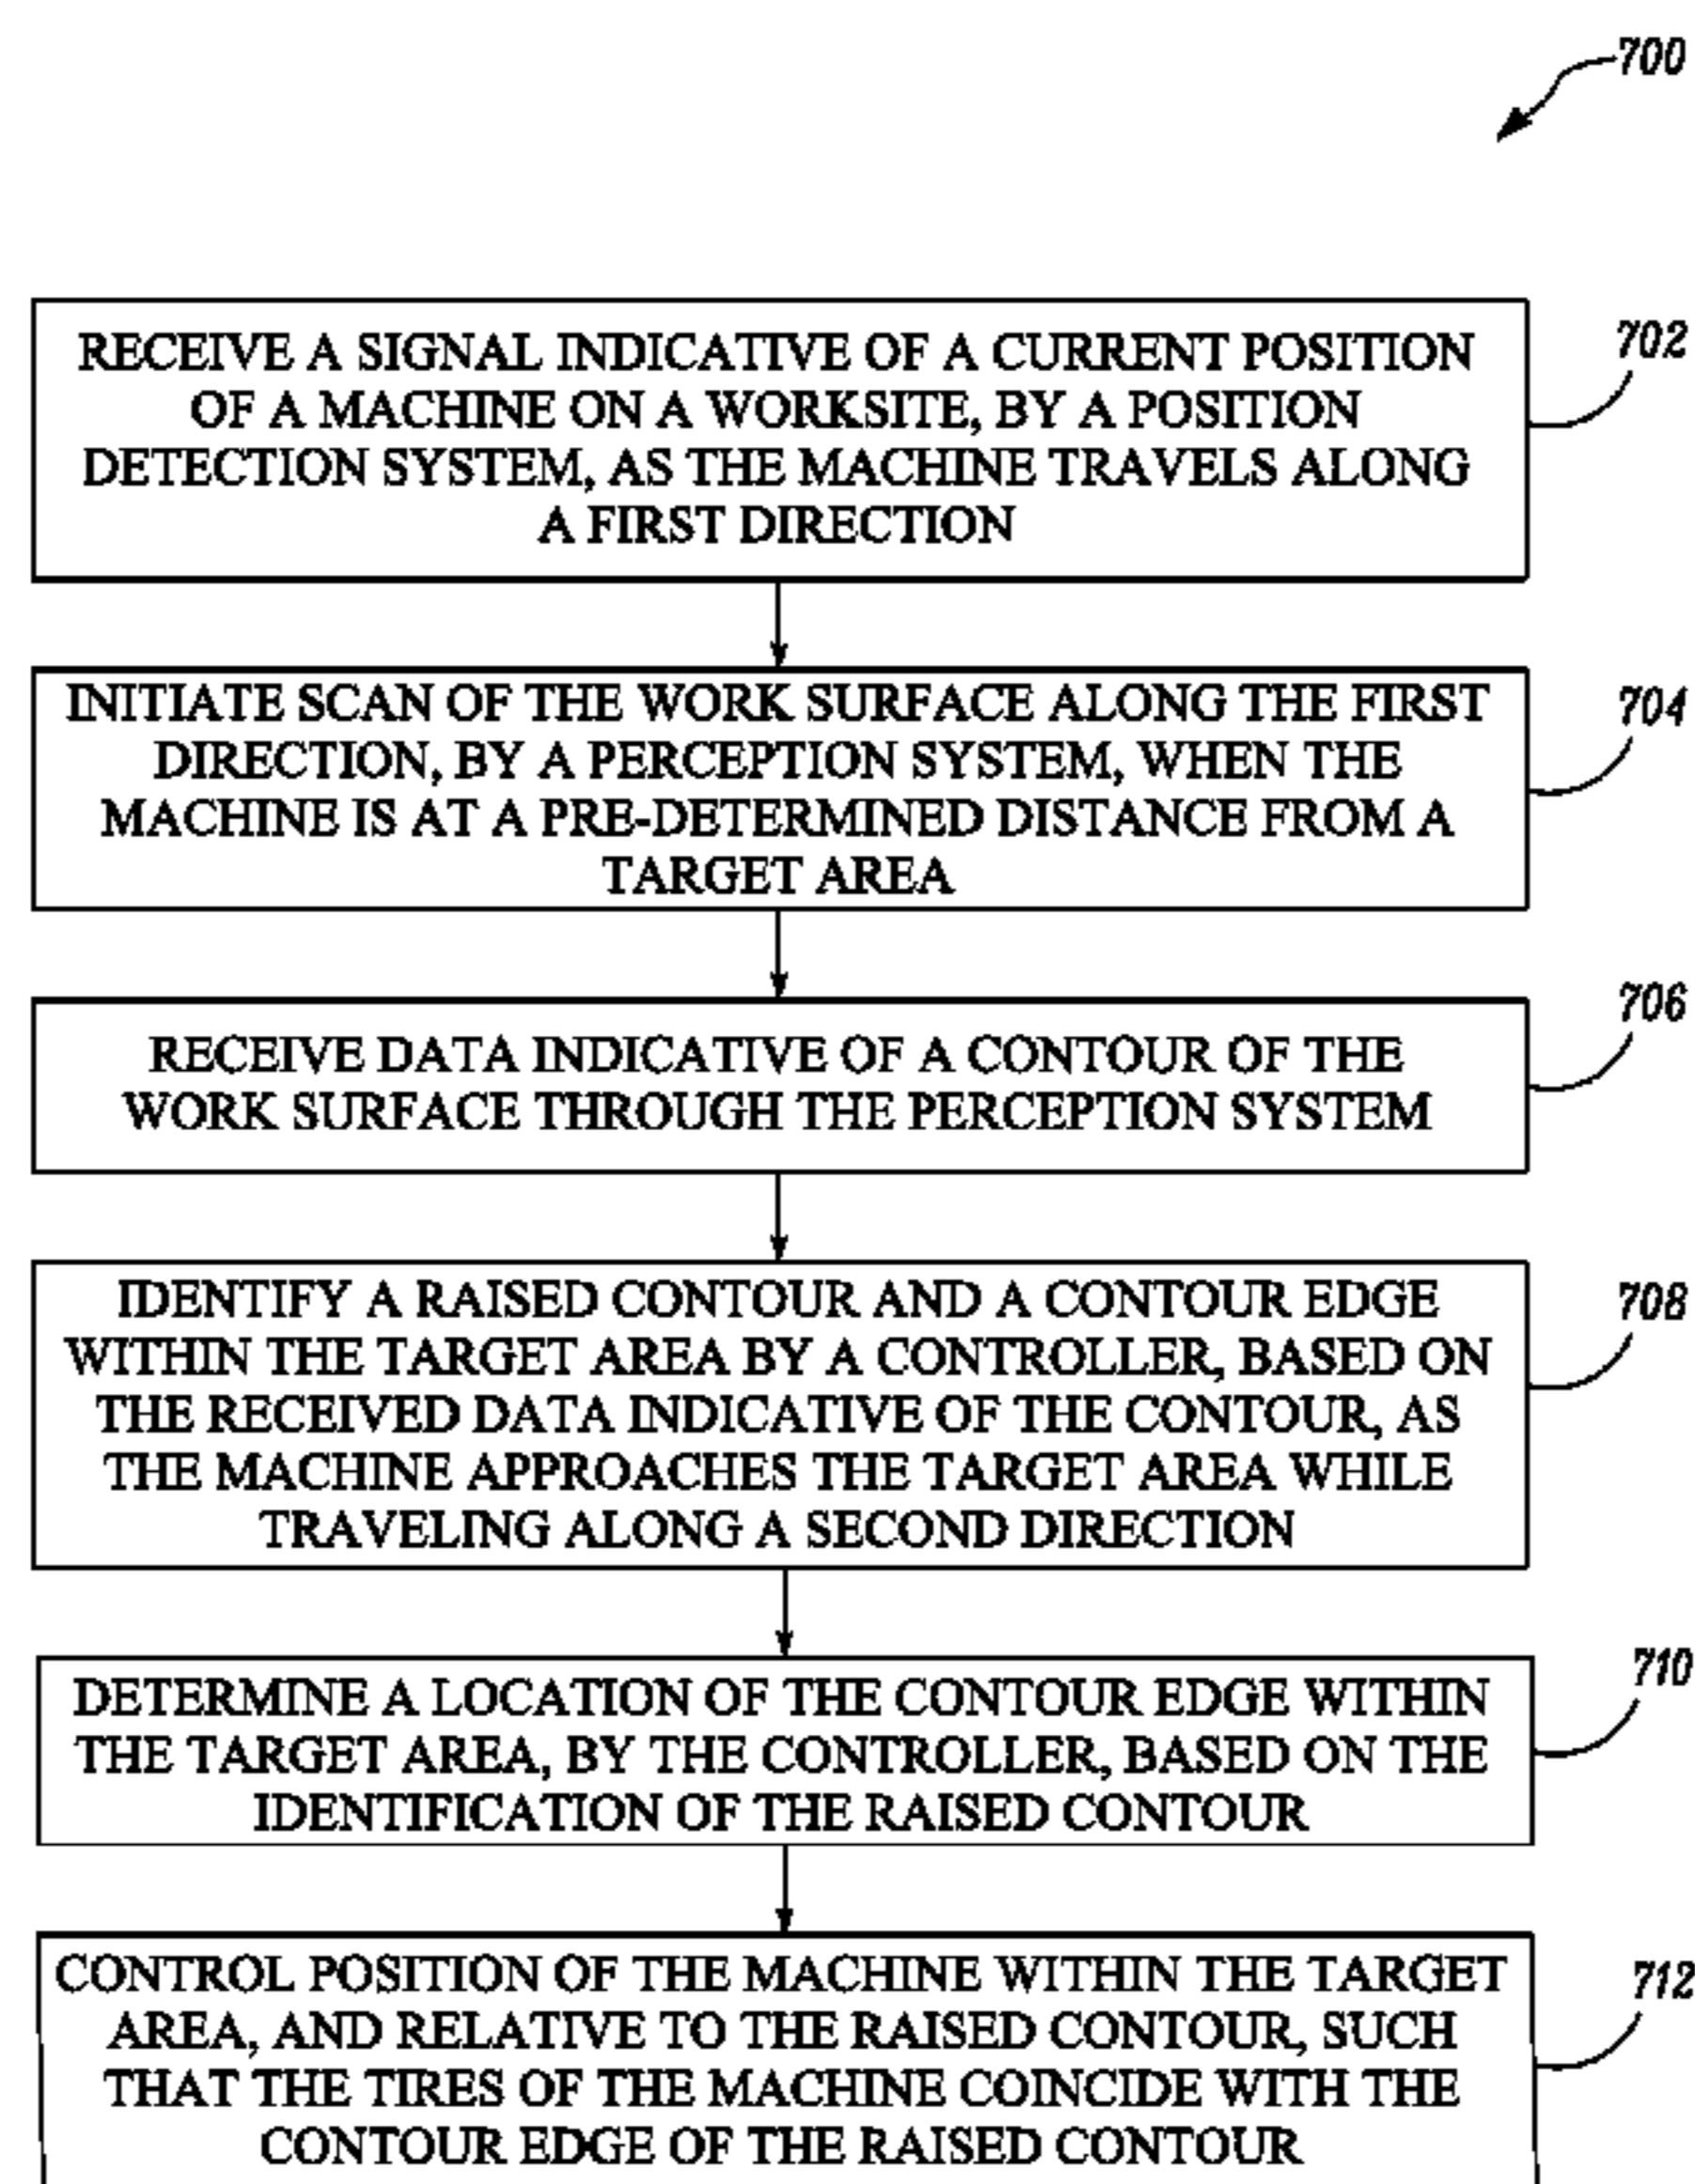 700
RECEIVE A SIGNAL INDICATIVE OF A CURRENT POSITION
OF A MACHINE ON A WORKSITE, BY A POSITION
DETECTION SYSTEM, AS THE MACHINE TRAVELS ALONG
A FIRST DIRECTION
702
INITIATE SCAN OF THE WORK SURFACE ALONG THE FIRST
DIRECTION, BY A PERCEPTION SYSTEM, WHEN THE
MACHINE IS AT A PRE-DETERMINED DISTANCE FROM A
TARGET AREA
704
RECEIVE DATA INDICATIVE OF A CONTOUR OF THE
WORK SURFACE THROUGH THE PERCEPTION SYSTEM
706
IDENTIFY A RAISED CONTOUR AND A CONTOUR EDGE
WITHIN THE TARGET AREA BY A CONTROLLER, BASED ON
THE RECEIVED DATA INDICATIVE OF THE CONTOUR, AS
THE MACHINE APPROACHES THE TARGET AREA WHILE
TRAVELING ALONG A SECOND DIRECTION
708
DETERMINE A LOCATION OF THE CONTOUR EDGE WITHIN
THE TARGET AREA, BY THE CONTROLLER, BASED ON THE
IDENTIFICATION OF THE RAISED CONTOUR
710
CONTROL POSITION OF THE MACHINE WITHIN THE TARGET
AREA, AND RELATIVE TO THE RAISED CONTOUR, SUCH
THAT THE TIRES OF THE MACHINE COINCIDE WITH THE
CONTOUR EDGE OF THE RAISED CONTOUR
712